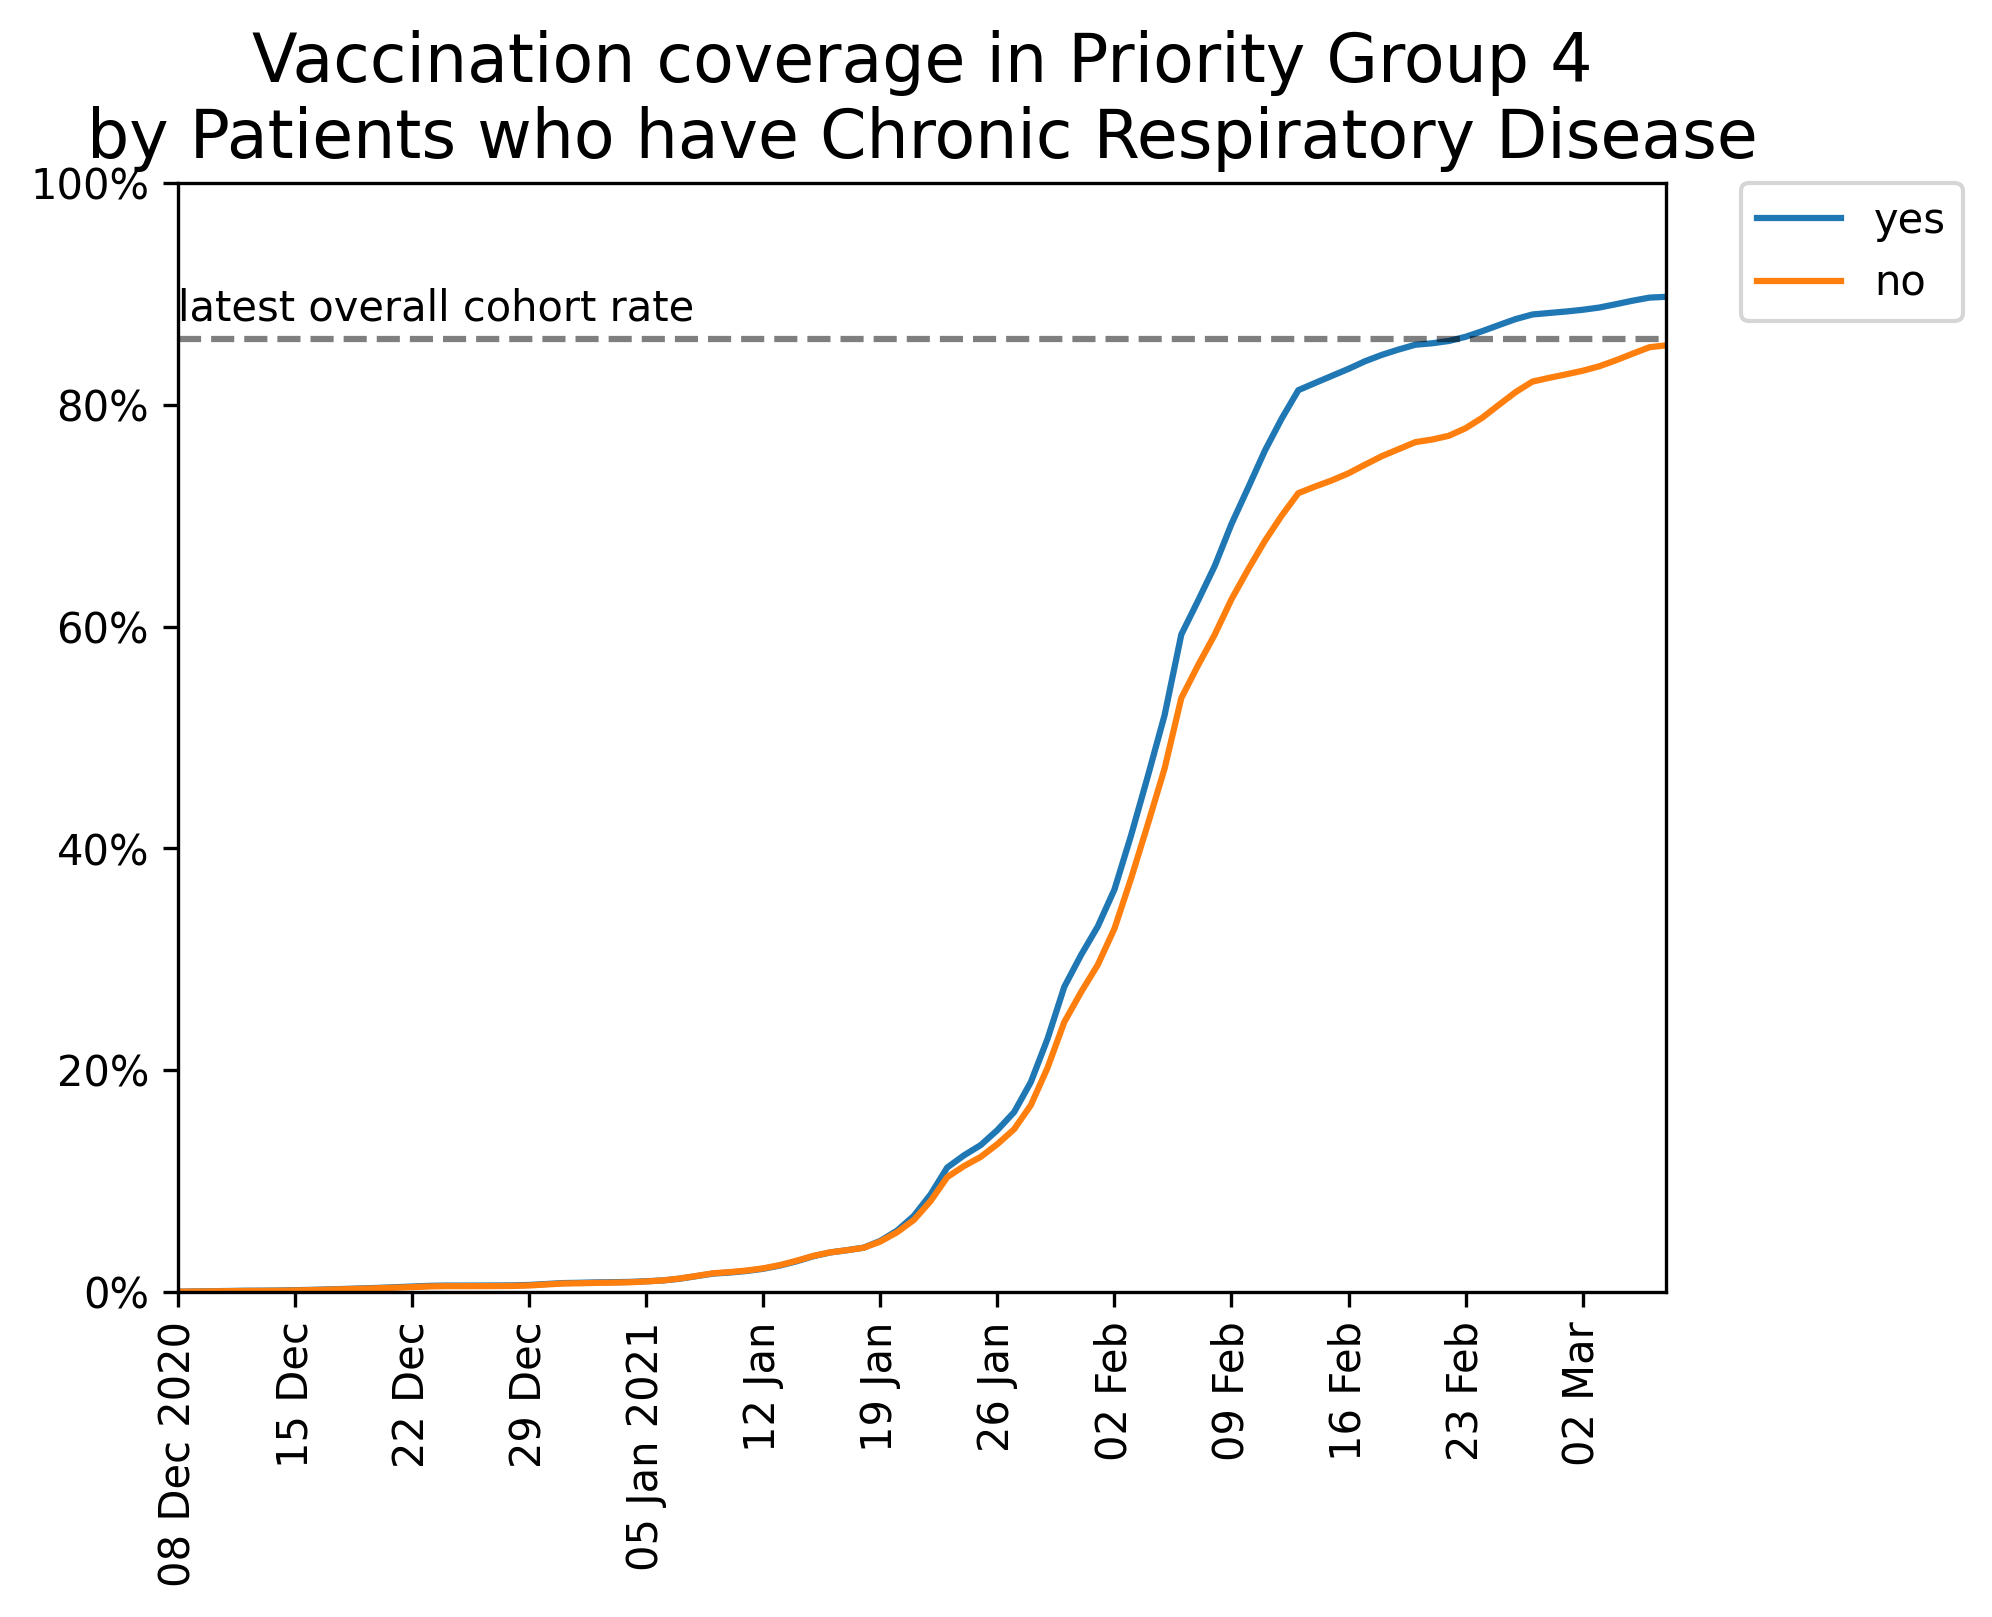 Vaccination coverage in Priority Group 4
by Patients who have Chronic Respiratory Disease
100%
80%
60%
40%
20%
0%
latest overall cohort rate
yes
no
08 Dec 2020
15 Dec
22 Dec
29 Dec
05 Jan 2021
12 Jan
19 Jan
26 Jan
02 Feb
09 Feb
16 Feb
23 Feb
02 Mar